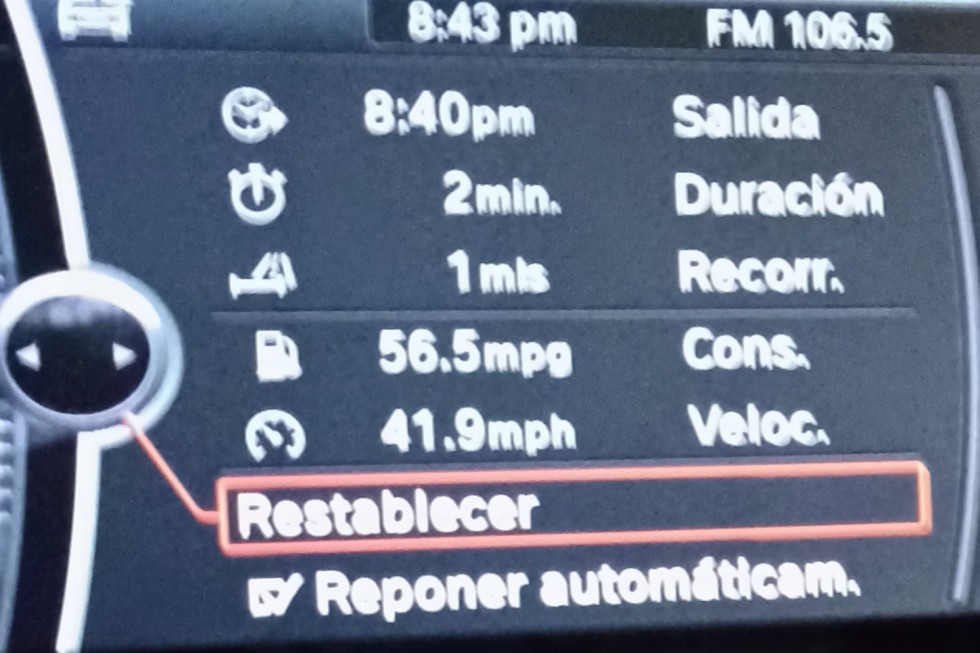 8:43 pm FM 106.5
8:40pm Salida
2min. Duración
1mls Recorr.
56.5mpg Cons.
41.9mph Veloc.
Restablecer
Reponer automáticam.